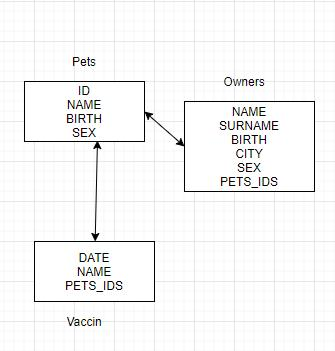 Pets
ID
NAME
BIRTH
SEX
Owners
NAME
SURNAME
BIRTH
CITY
SEX
PETS_IDS
DATE
NAME
PETS_IDS
Vaccin